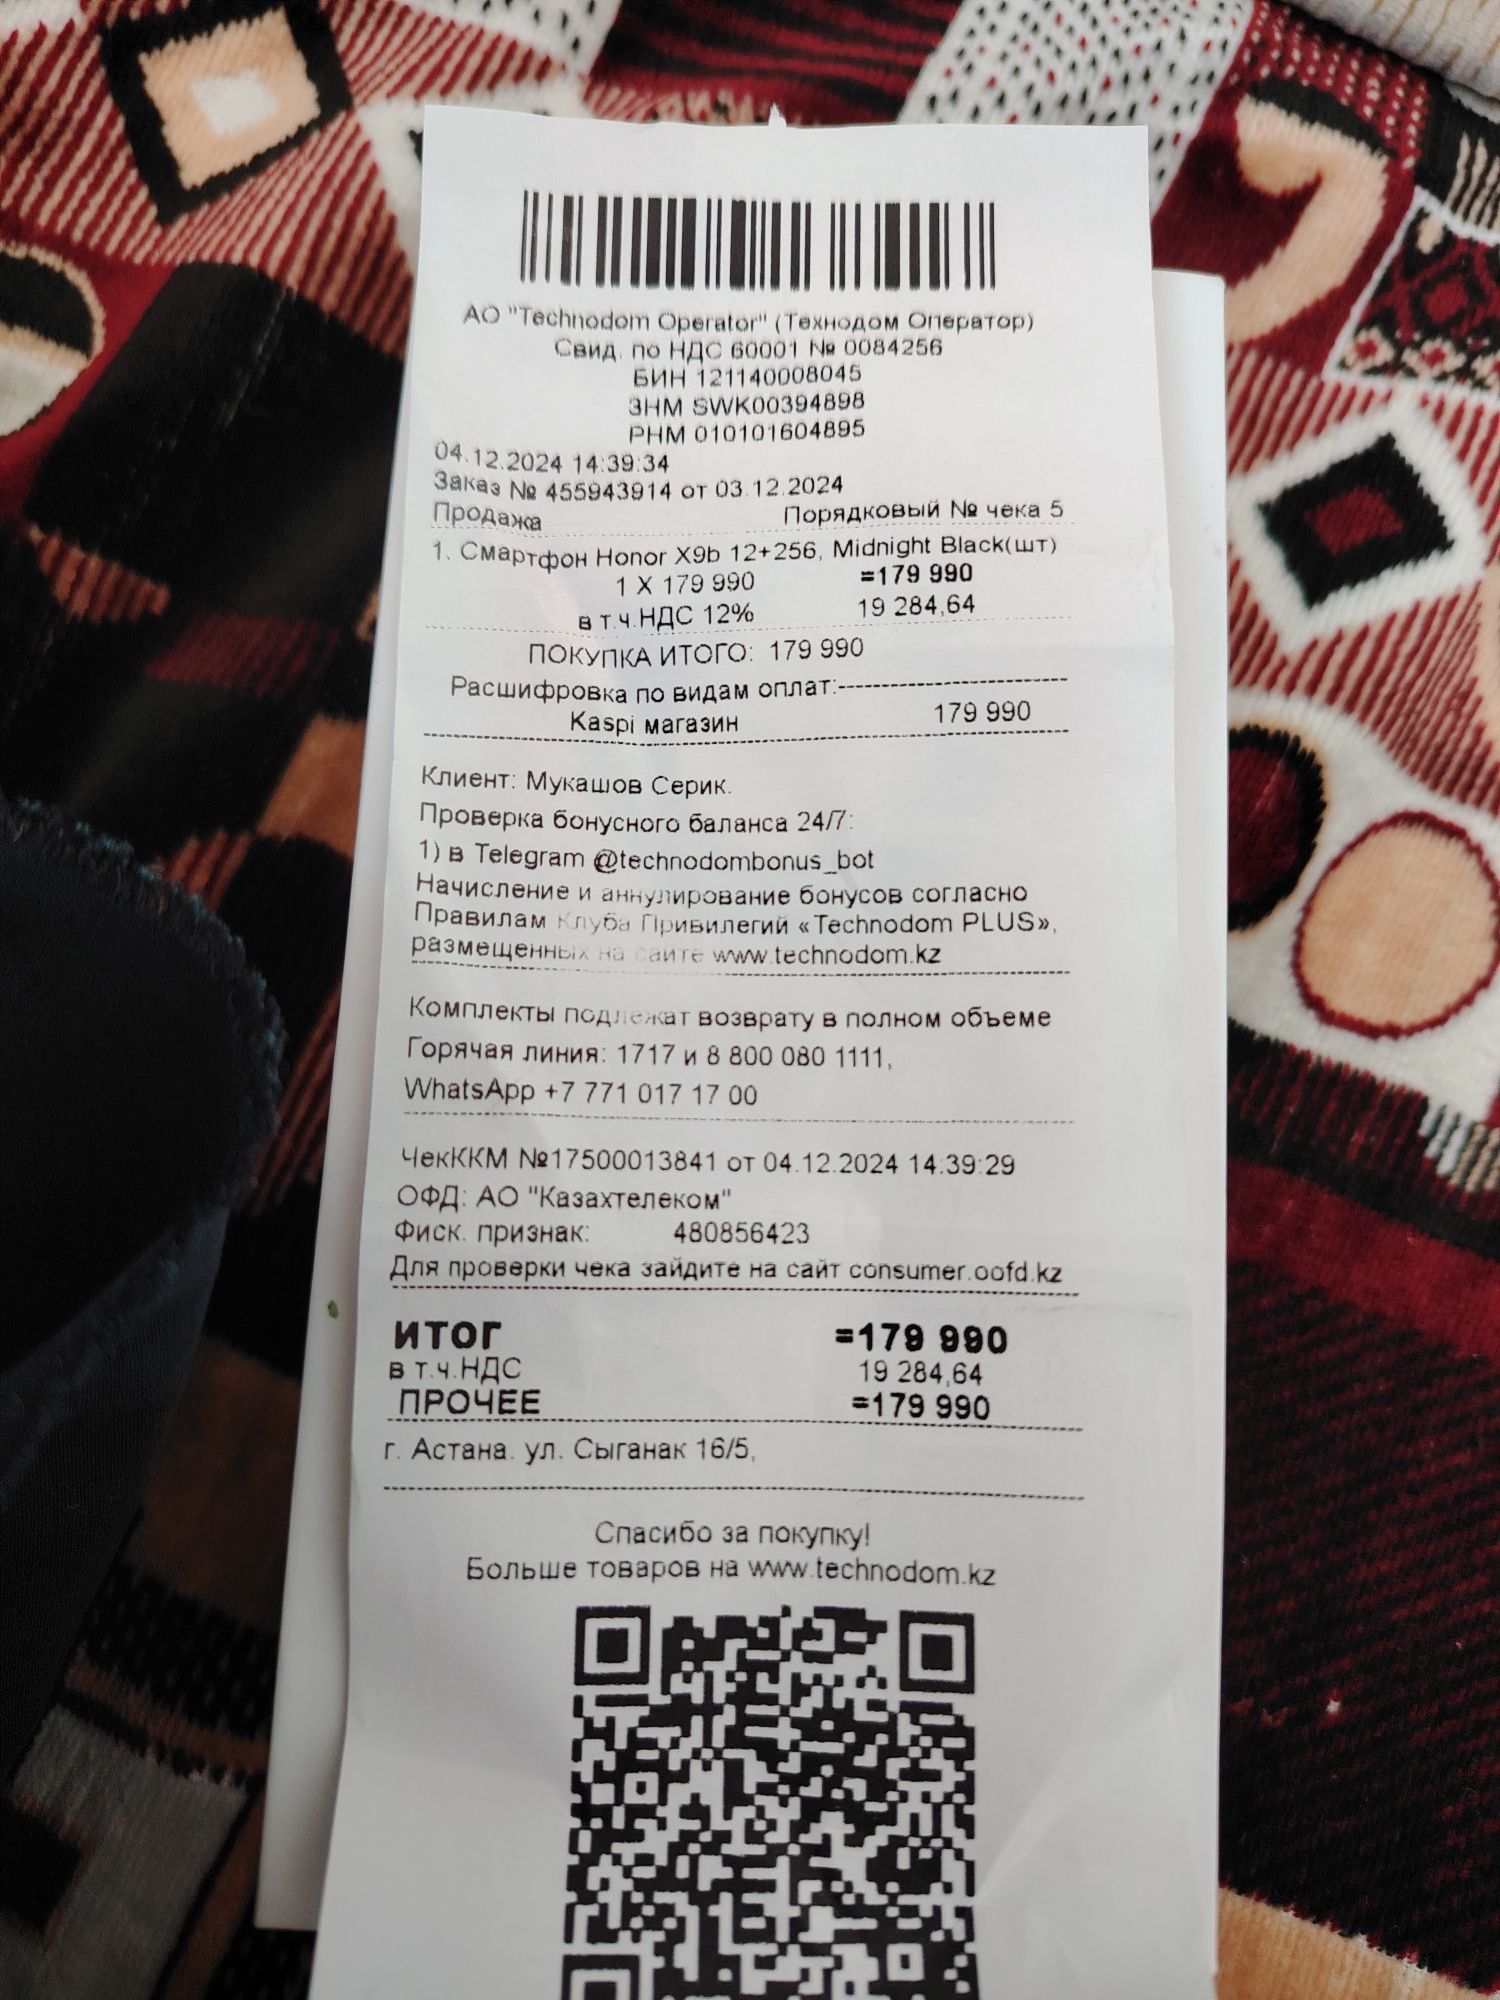 АО "Technodom Operator" (Технодом Оператор)
Свид. по НДС 60001 № 0084256
БИН 121140008045
ЗНМ SWK00394898
РНМ 010101604895
04.12.2024 14:39:34
Заказ № 455943914 от 03.12.2024
Продажа Порядковый № чека 5
1. Смартфон Honor X9b 12+256, Midnight Black(шт)
1 X 179 990 =179 990
в т.ч.НДС 12% 19 284,64
ПОКУПКА ИТОГО: 179 990
Расшифровка по видам оплат:
Kaspi магазин 179 990
Клиент: Мукашов Серик.
Проверка бонусного баланса 24/7:
1) в Telegram @technodombonus_bot
Начисление и аннулирование бонусов согласно
Правилам Клуба Привилегий «Technodom PLUS»,
размещенных на сайте www.technodom.kz
Комплекты подлежат возврату в полном объеме
Горячая линия: 1717 и 8 800 080 1111,
WhatsApp +7 771 017 17 00
ЧекККМ №17500013841 от 04.12.2024 14:39:29
ОФД: АО "Казахтелеком"
Фиск. признак: 480856423
Для проверки чека зайдите на сайт consumer.oofd.kz
ИТОГ =179 990
в т.ч.НДС 19 284,64
ПРОЧЕЕ =179 990
г. Астана. ул. Сыганак 16/5,
Спасибо за покупку!
Больше товаров на www.technodom.kz